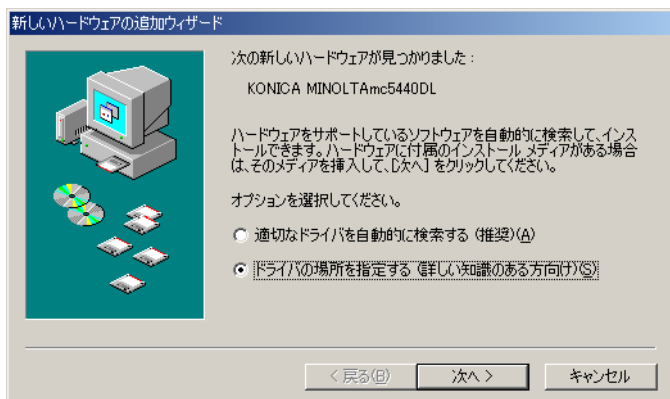 新しいハードウェアの追加ウィザード
次の新しいハードウェアが見つかりました :
KONICA MINOLTAmc5440DL
ハードウェアをサポートしているソフトウェアを自動的に検索して、インス
トールできます。ハードウェアに付属のインストール メディアがある場合
は、そのメディアを挿入して、[次へ] をクリックしてください。
オプションを選択してください。
適切なドライバを自動的に検索する (推奨)(A)
ドライバの場所を指定する (詳しい知識のある方向け)(S)
< 戻る(B)
次へ >
キャンセル